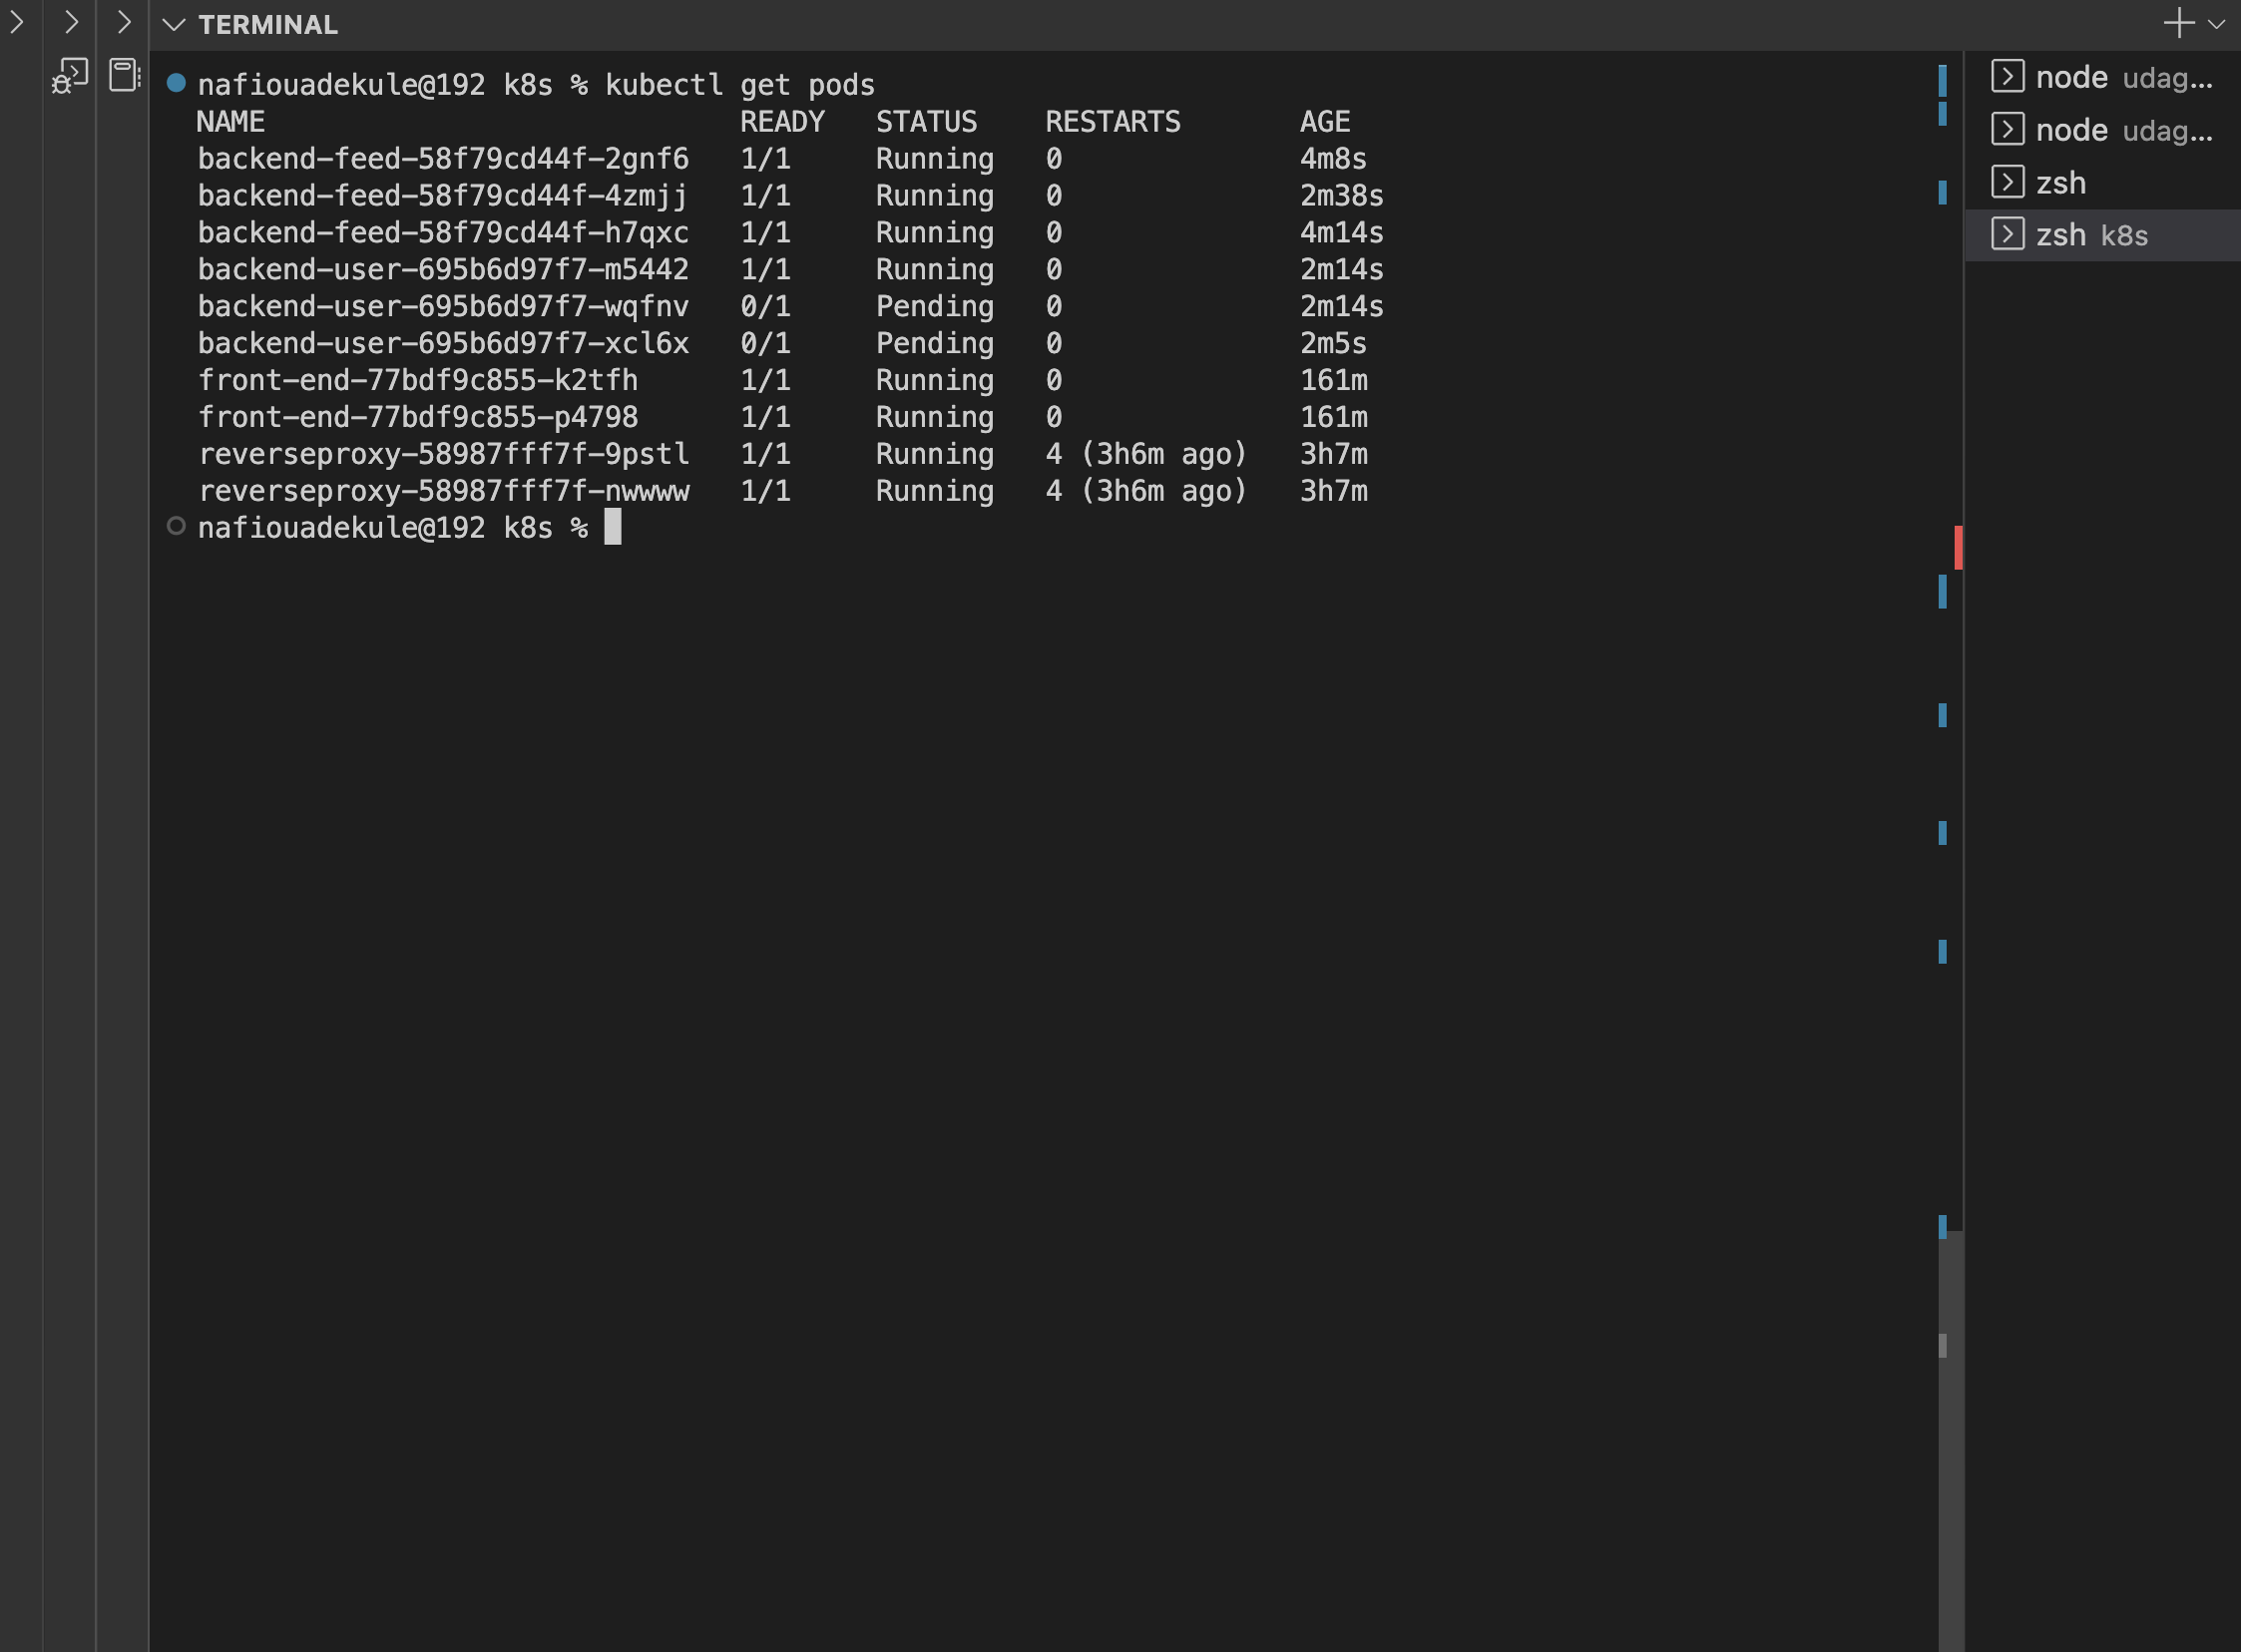 TERMINAL
nafiouadekule@192 k8s % kubectl get pods
NAME READY STATUS RESTARTS AGE
backend-feed-58f79cd44f-2gnf6 1/1 Running 0 4m8s
backend-feed-58f79cd44f-4zmjj 1/1 Running 0 2m38s
backend-feed-58f79cd44f-h7qxc 1/1 Running 0 4m14s
backend-user-695b6d97f7-m5442 1/1 Running 0 2m14s
backend-user-695b6d97f7-wqfnv 0/1 Pending 0 2m14s
backend-user-695b6d97f7-xcl6x 0/1 Pending 0 2m5s
front-end-77bdf9c855-k2tfh 1/1 Running 0 161m
front-end-77bdf9c855-p4798 1/1 Running 0 161m
reverseproxy-58987fff7f-9pstl 1/1 Running 4 (3h6m ago) 3h7m
reverseproxy-58987fff7f-nwwww 1/1 Running 4 (3h6m ago) 3h7m
nafiouadekule@192 k8s %
node udag...
node udag...
zsh
zsh k8s